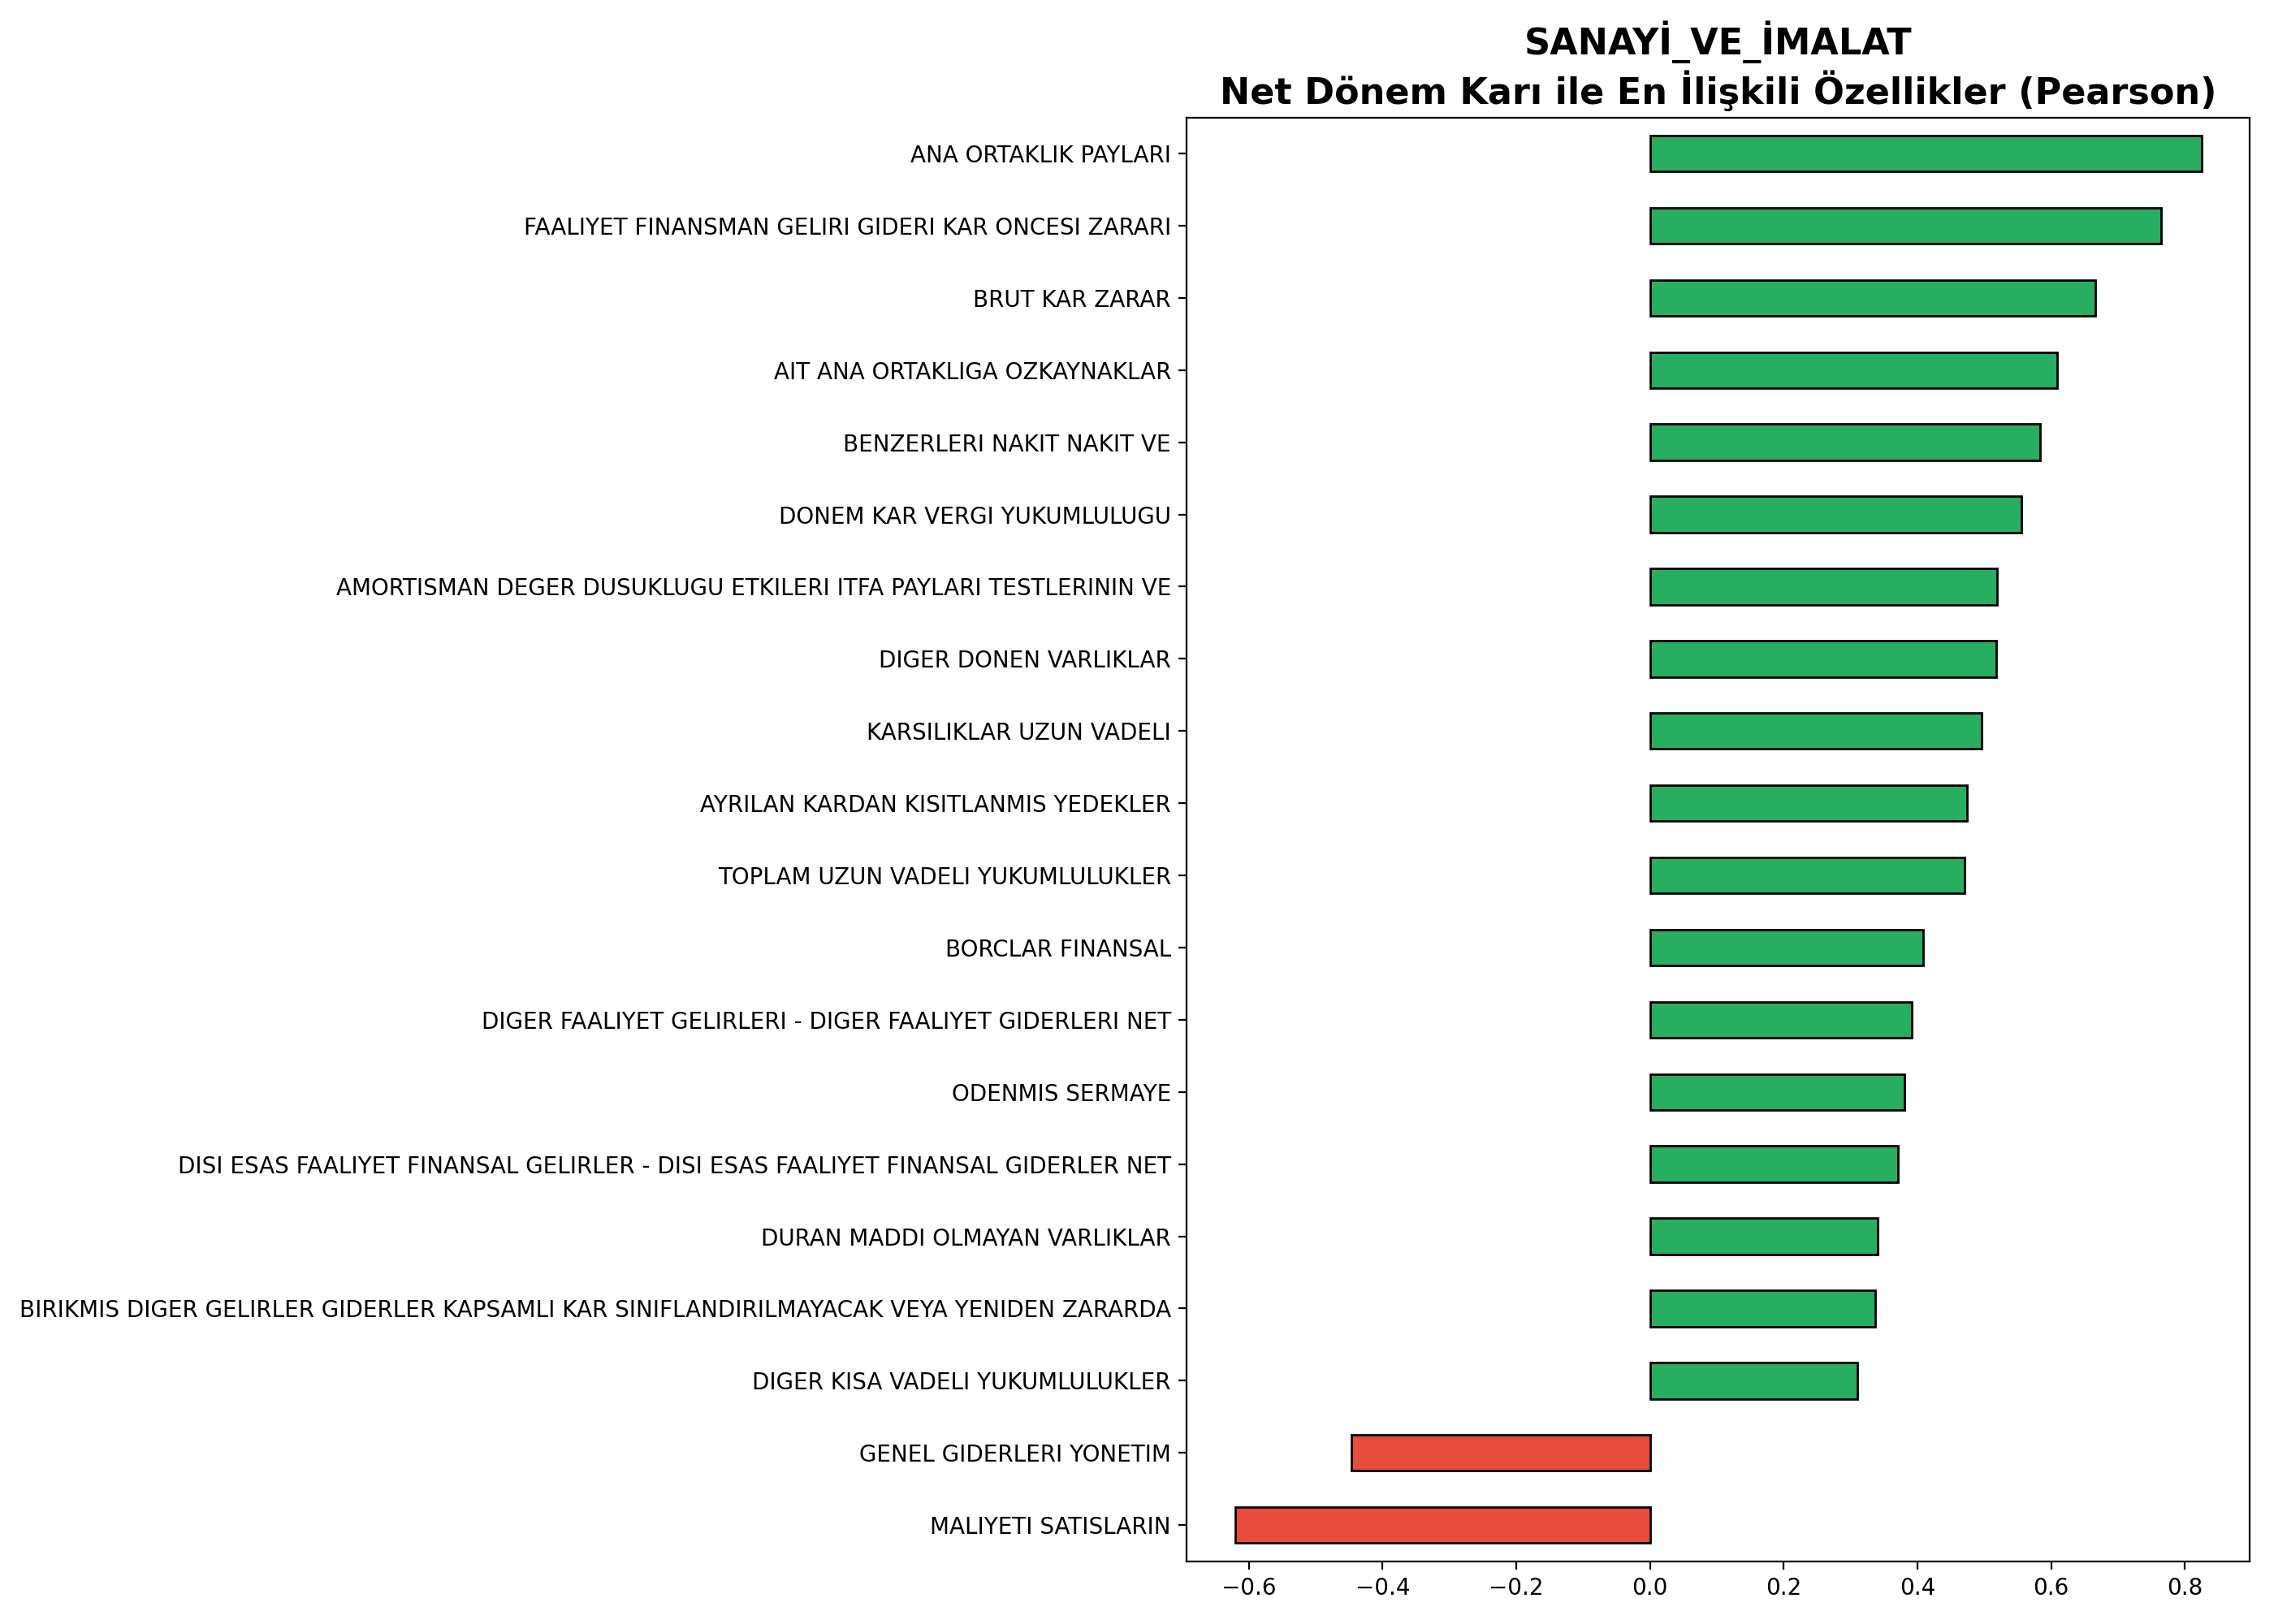 SANAYİ_VE_İMALAT
Net Dönem Karı ile En İlişkili Özellikler (Pearson)
ANA ORTAKLIK PAYLARI
FAALIYET FINANSMAN GELIRI GIDERI KAR ONCESI ZARARI
BRUT KAR ZARAR
AIT ANA ORTAKLIGA OZKAYNAKLAR
BENZERLERI NAKIT NAKIT VE
DONEM KAR VERGI YUKUMLULUGU
AMORTISMAN DEGER DUSUKLUGU ETKILERI ITFA PAYLARI TESTLERININ VE
DIGER DONEN VARLIKLAR
KARSILIKLAR UZUN VADELI
AYRILAN KARDAN KISITLANMIS YEDEKLER
TOPLAM UZUN VADELI YUKUMLULUKLER
BORCLAR FINANSAL
DIGER FAALIYET GELIRLERI - DIGER FAALIYET GIDERLERI NET
ODENMIS SERMAYE
DISI ESAS FAALIYET FINANSAL GELIRLER - DISI ESAS FAALIYET FINANSAL GIDERLER NET
DURAN MADDI OLMAYAN VARLIKLAR
BIRIKMIS DIGER GELIRLER GIDERLER KAPSAMLI KAR SINIFLANDIRILMAYACAK VEYA YENIDEN ZARARDA
DIGER KISA VADELI YUKUMLULUKLER
GENEL GIDERLERI YONETIM
MALIYETI SATISLARIN
−0.6 −0.4 −0.2 0.0 0.2 0.4 0.6 0.8